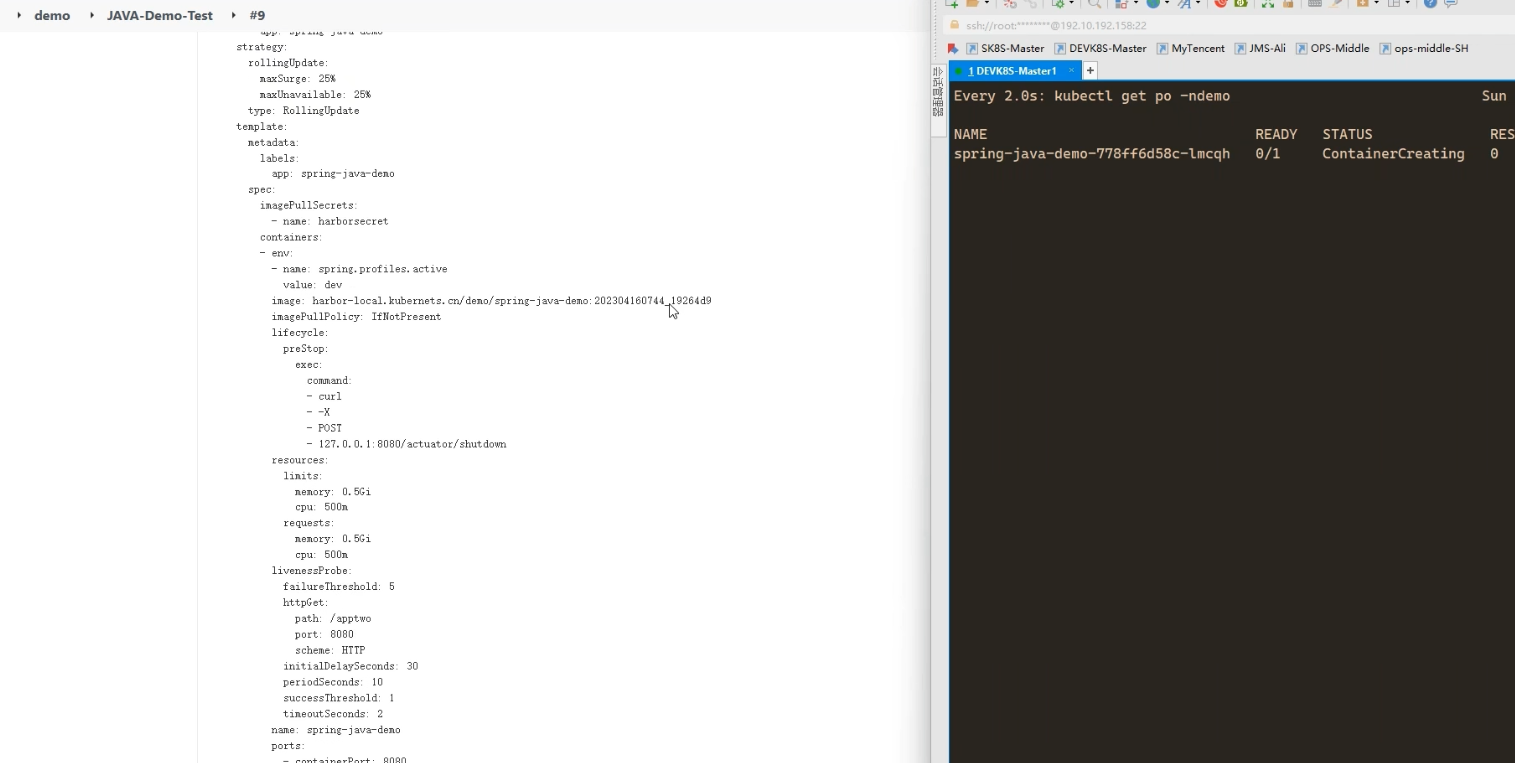 demo JAVA-Demo-Test #9
app: spring-java-demo
strategy:
rollingUpdate:
maxSurge: 25%
maxUnavailable: 25%
type: RollingUpdate
template:
metadata:
labels:
app: spring-java-demo
spec:
imagePullSecrets:
- name: harborsecret
containers:
- env:
- name: spring.profiles.active
value: dev
image: harbor-local.kubernets.cn/demo/spring-java-demo:202304160744_19264d9
imagePullPolicy: IfNotPresent
lifecycle:
preStop:
exec:
command:
- curl
- -X
- POST
- 127.0.0.1:8080/actuator/shutdown
resources:
limits:
memory: 0.5Gi
cpu: 500m
requests:
memory: 0.5Gi
cpu: 500m
livenessProbe:
failureThreshold: 5
httpGet:
path: /apptwo
port: 8080
scheme: HTTP
initialDelaySeconds: 30
periodSeconds: 10
successThreshold: 1
timeoutSeconds: 2
name: spring-java-demo
ports:
- containerPort: 8080
ssh://root:********@192.10.192.158:22
SK8S-Master DEVK8S-Master MyTencent JMS-Ali OPS-Middle ops-middle-SH
会话管理器
1 DEVK8S-Master1 × +
Every 2.0s: kubectl get po -ndemo Sun
NAME READY STATUS RES
spring-java-demo-778ff6d58c-lmcqh 0/1 ContainerCreating 0